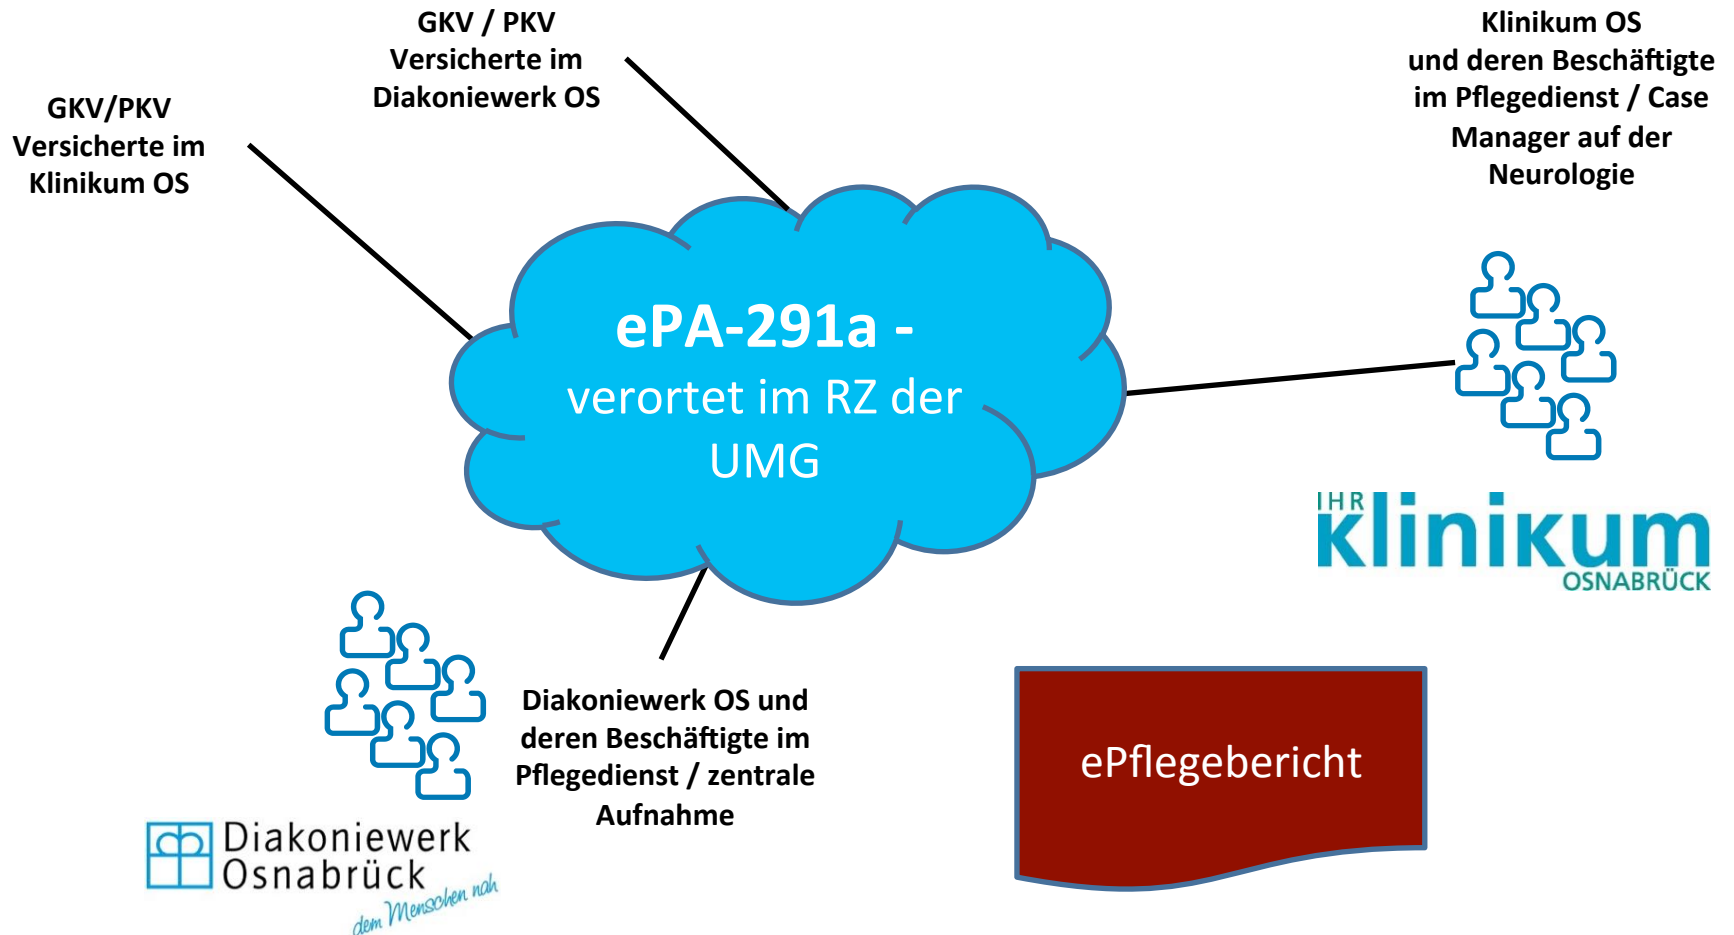 GKV / PKV
Versicherte im
Diakoniewerk OS
GKV/PKV
Versicherte im
Klinikum OS
Klinikum OS
und deren Beschäftigte
im Pflegedienst / Case
Manager auf der
Neurologie
ePA-291a -
verortet im RZ der
UMG
IHR
Klinikum
OSNABRÜCK
Diakoniewerk OS und
deren Beschäftigte im
Pflegedienst / zentrale
Aufnahme
ePflegebericht
Diakoniewerk
Osnabrück
dem Menschen nah